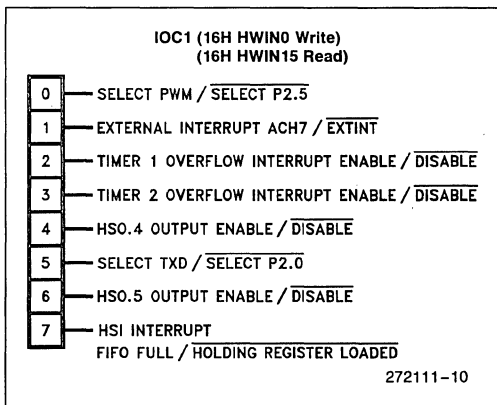 IOC1 (16H HWIN0 Write)
(16H HWIN15 Read)
0 SELECT PWM / SELECT P2.5
1 EXTERNAL INTERRUPT ACH7 / EXTINT
2 TIMER 1 OVERFLOW INTERRUPT ENABLE / DISABLE
3 TIMER 2 OVERFLOW INTERRUPT ENABLE / DISABLE
4 HSO.4 OUTPUT ENABLE / DISABLE
5 SELECT TXD / SELECT P2.0
6 HSO.5 OUTPUT ENABLE / DISABLE
7 HSI INTERRUPT
FIFO FULL / HOLDING REGISTER LOADED
272111-10